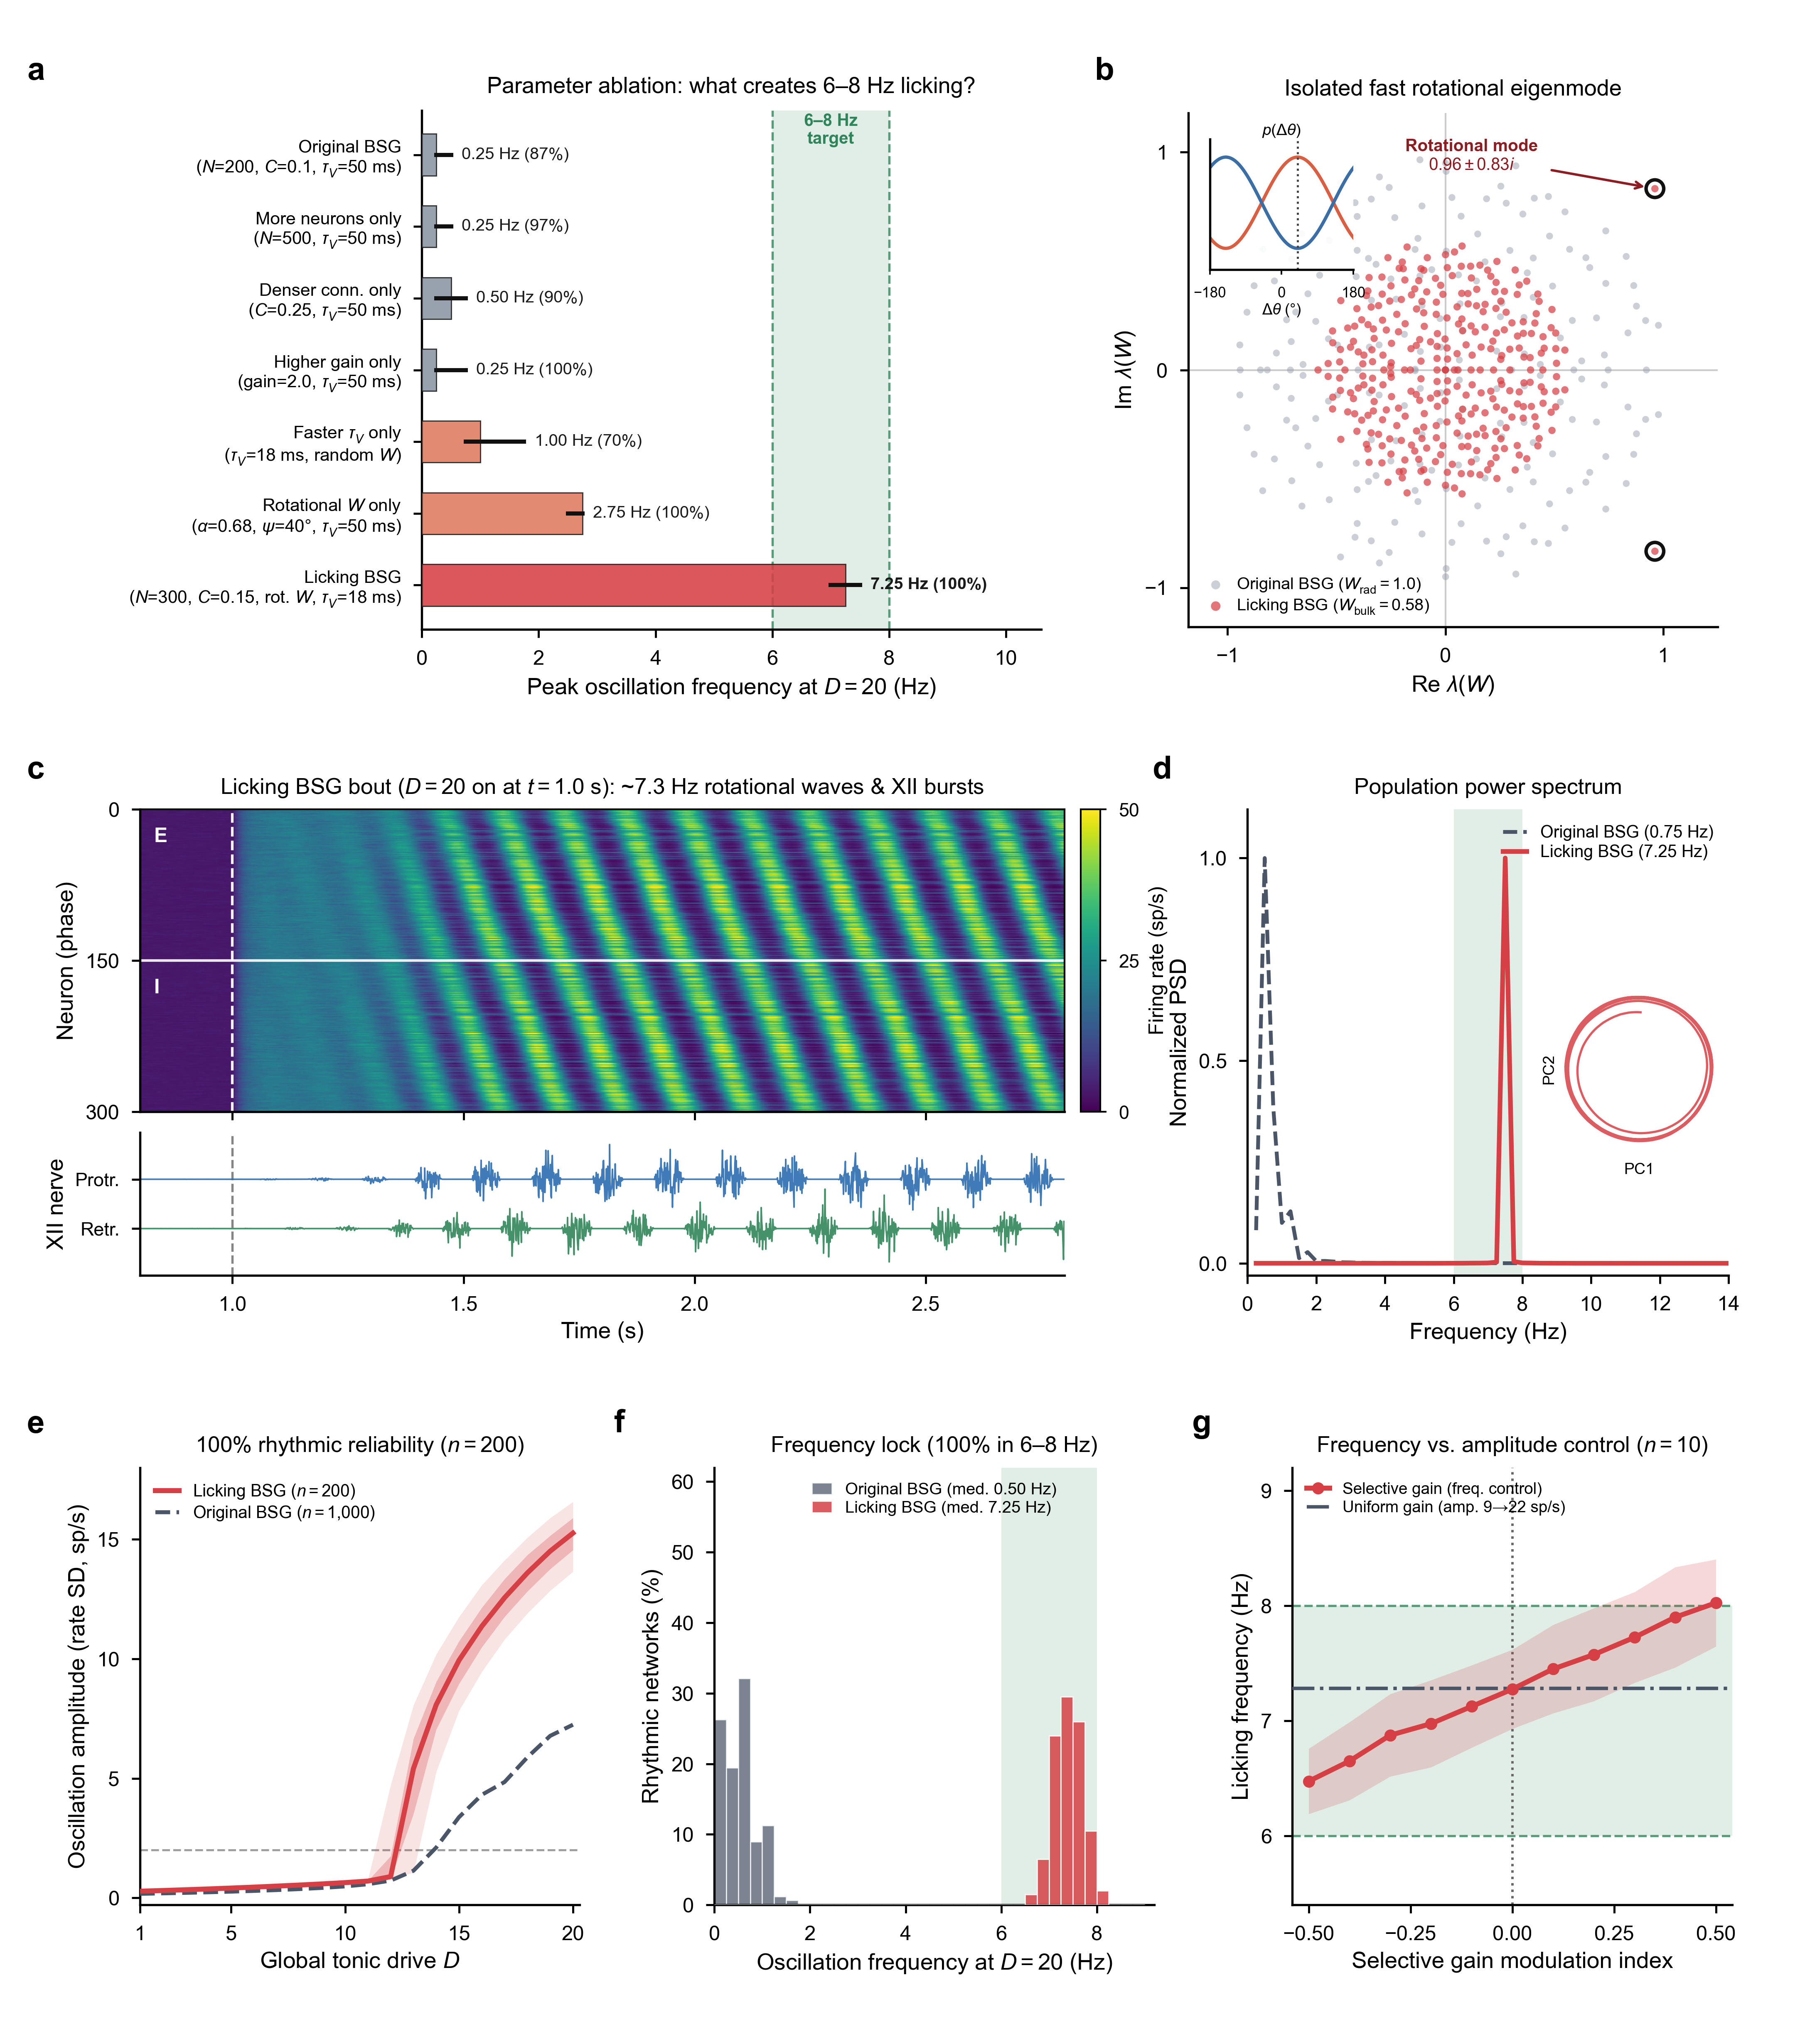 a
Parameter ablation: what creates 6–8 Hz licking?
6–8 Hz
target
Original BSG
(N=200, C=0.1, τV=50 ms)
0.25 Hz (87%)
More neurons only
(N=500, τV=50 ms)
0.25 Hz (97%)
Denser conn. only
(C=0.25, τV=50 ms)
0.50 Hz (90%)
Higher gain only
(gain=2.0, τV=50 ms)
0.25 Hz (100%)
Faster τV only
(τV=18 ms, random W)
1.00 Hz (70%)
Rotational W only
(α=0.68, ψ=40°, τV=50 ms)
2.75 Hz (100%)
Licking BSG
(N=300, C=0.15, rot. W, τV=18 ms)
7.25 Hz (100%)
0 2 4 6 8 10
Peak oscillation frequency at D = 20 (Hz)
b
Isolated fast rotational eigenmode
p(Δθ)
−180 0 180
Δθ (°)
Rotational mode
0.96 ± 0.83i
1
0
−1
Im λ(W)
Original BSG (Wrad = 1.0)
Licking BSG (Wbulk = 0.58)
−1 0 1
Re λ(W)
c
Licking BSG bout (D = 20 on at t = 1.0 s): ~7.3 Hz rotational waves & XII bursts
0
150
300
Neuron (phase)
E
I
50
25
0
Firing rate (sp/s)
XII nerve
Protr.
Retr.
1.0 1.5 2.0 2.5
Time (s)
d
Population power spectrum
Original BSG (0.75 Hz)
Licking BSG (7.25 Hz)
1.0
0.5
0.0
Normalized PSD
PC2
PC1
0 2 4 6 8 10 12 14
Frequency (Hz)
e
100% rhythmic reliability (n = 200)
Licking BSG (n = 200)
Original BSG (n = 1,000)
15
10
5
0
Oscillation amplitude (rate SD, sp/s)
1 5 10 15 20
Global tonic drive D
f
Frequency lock (100% in 6–8 Hz)
Original BSG (med. 0.50 Hz)
Licking BSG (med. 7.25 Hz)
60
50
40
30
20
10
0
Rhythmic networks (%)
0 2 4 6 8
Oscillation frequency at D = 20 (Hz)
g
Frequency vs. amplitude control (n = 10)
Selective gain (freq. control)
Uniform gain (amp. 9→22 sp/s)
9
8
7
6
Licking frequency (Hz)
−0.50 −0.25 0.00 0.25 0.50
Selective gain modulation index